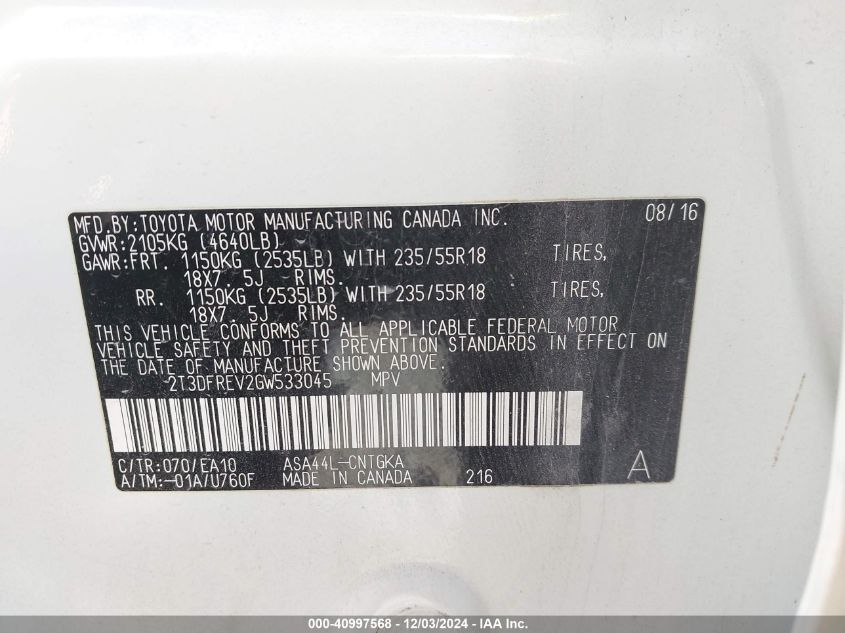 MFD.BY:TOYOTA MOTOR MANUFACTURING CANADA INC. 08/16
GVWR:2105KG (4640LB)
GAWR:FRT. 1150KG (2535LB) WITH 235/55R18 TIRES,
18X7.5J RIMS.
RR. 1150KG (2535LB) WITH 235/55R18 TIRES,
18X7.5J RIMS.
THIS VEHICLE CONFORMS TO ALL APPLICABLE FEDERAL MOTOR
VEHICLE SAFETY AND THEFT PREVENTION STANDARDS IN EFFECT ON
THE DATE OF MANUFACTURE SHOWN ABOVE.
2T3DFREV2GW533045 MPV
C/TR:070/EA10 ASA44L-CNTGKA A
A/TM:-01A/U760F MADE IN CANADA 216
000-40997568 - 12/03/2024 - IAA Inc.